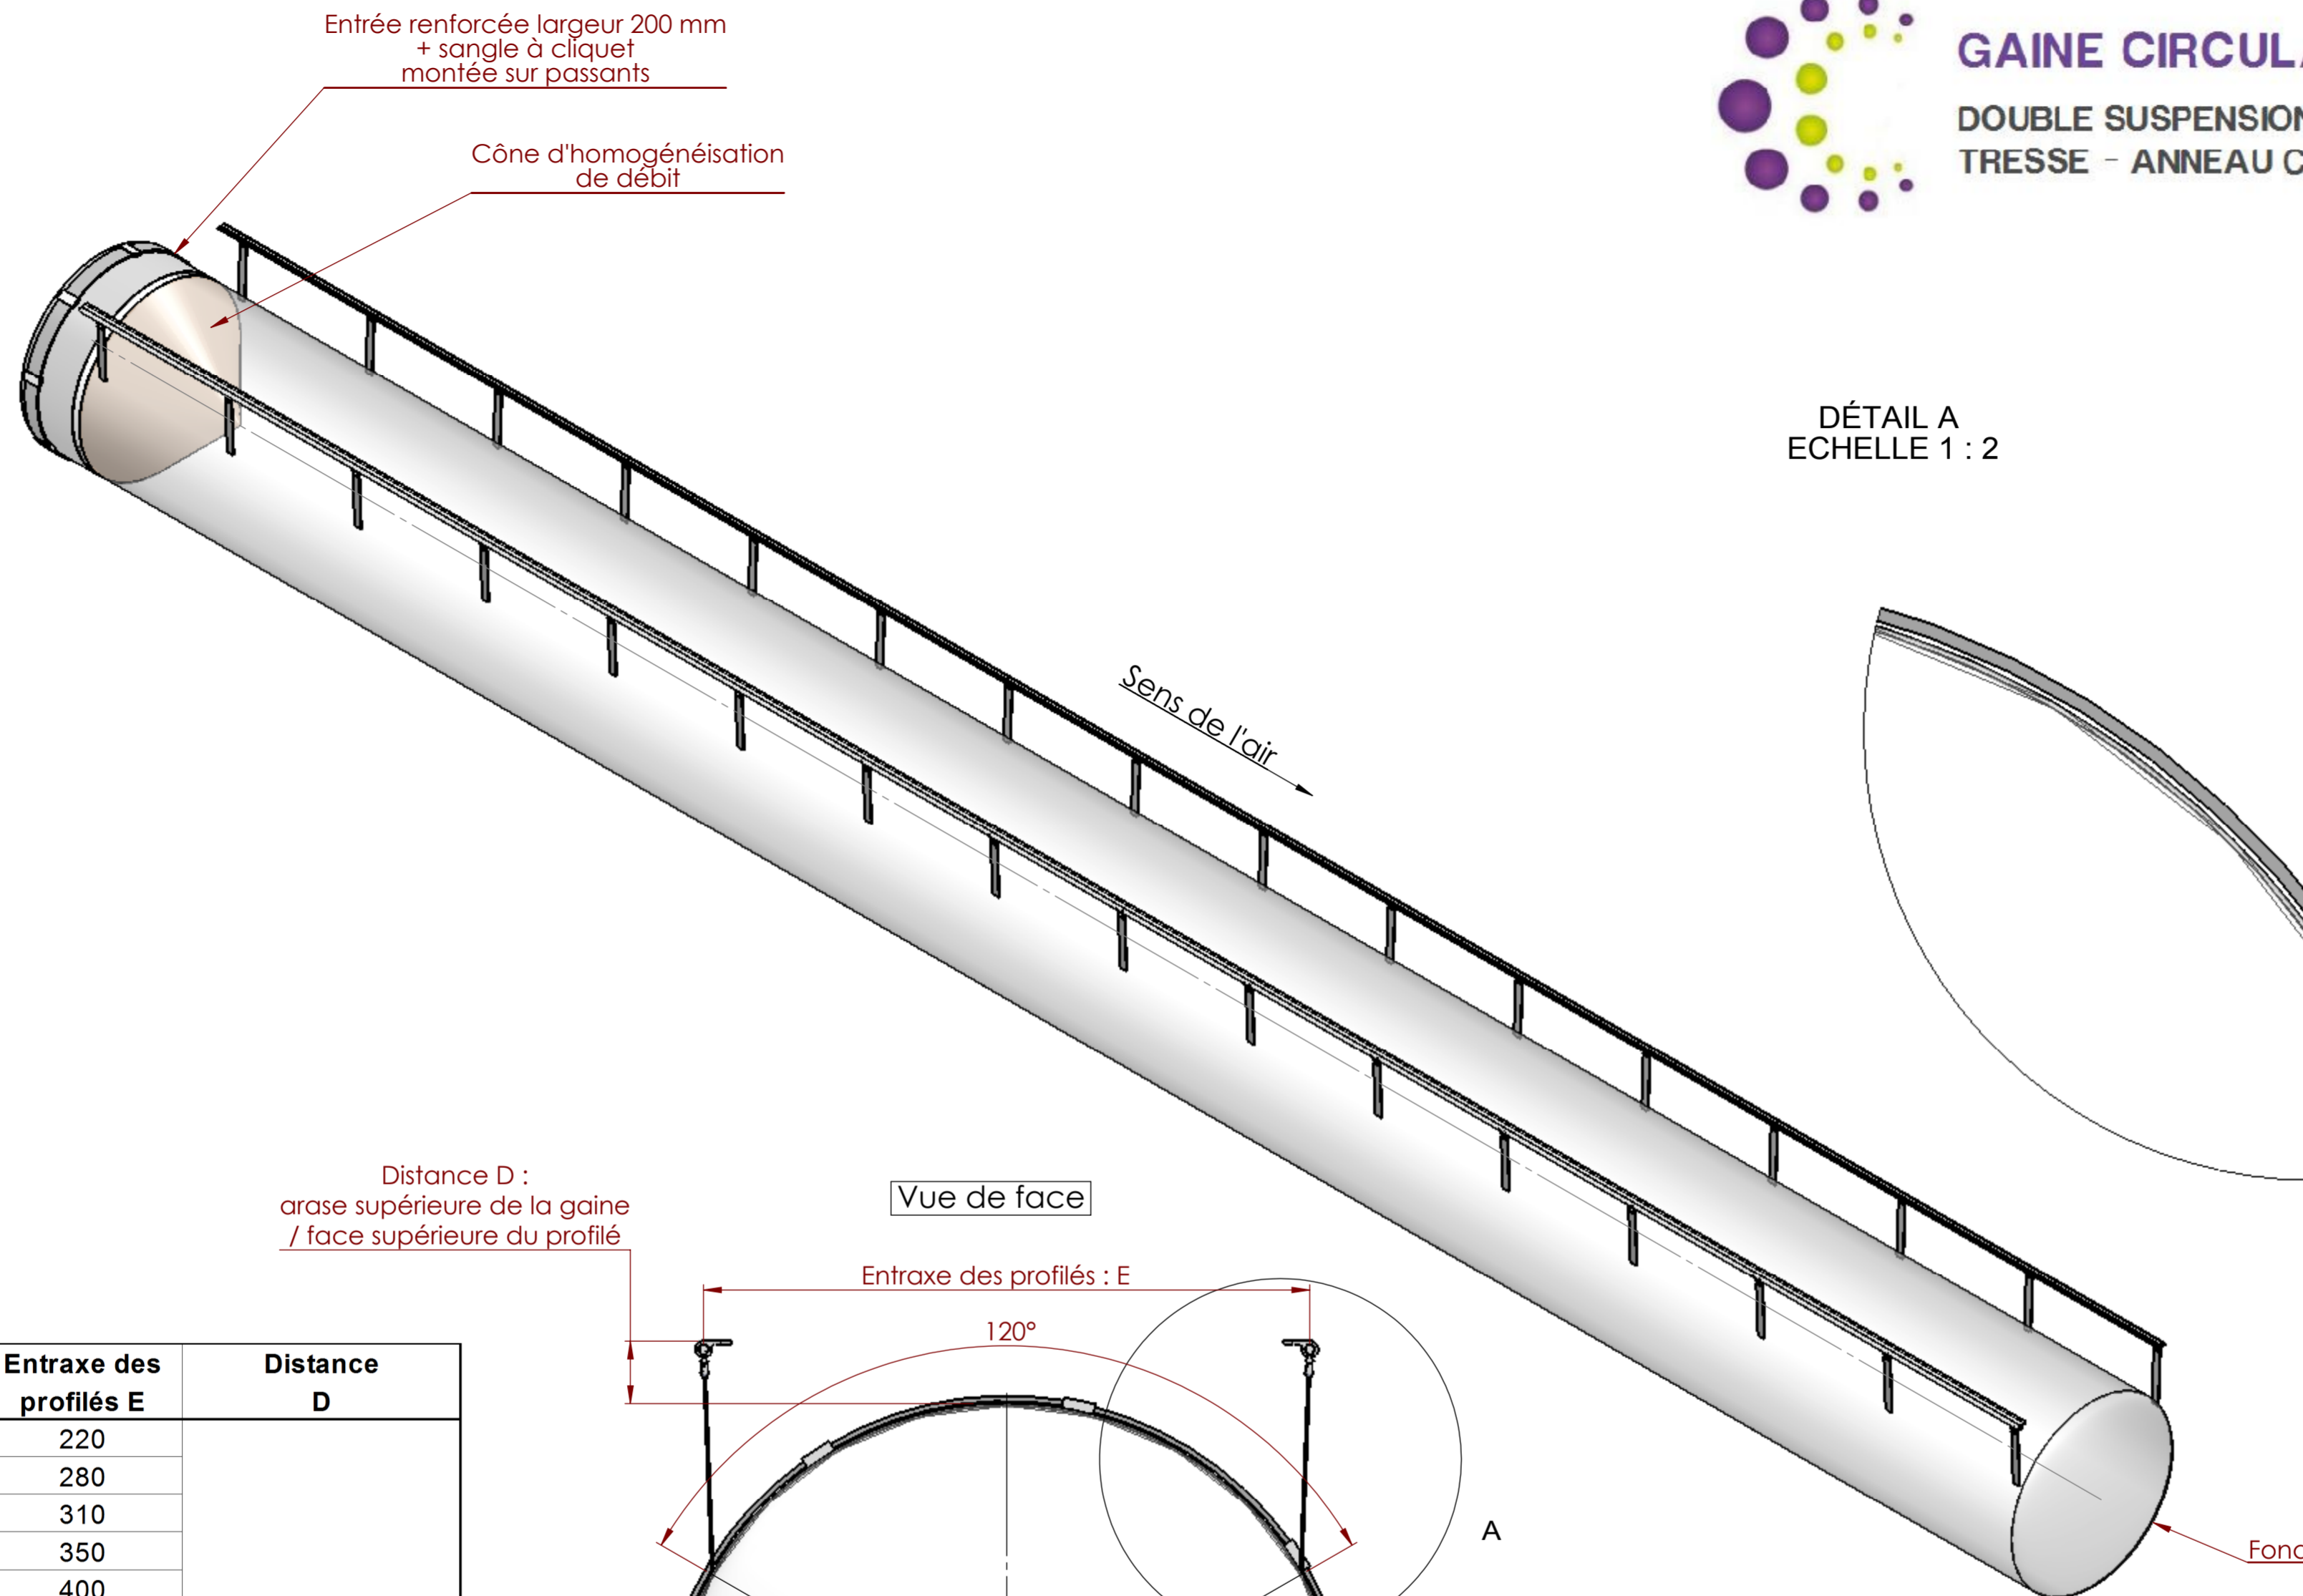 Entrée renforcée largeur 200 mm
+ sangle à cliquet
montée sur passants
Cône d'homogénéisation
de débit
GAINE CIRCUL
DOUBLE SUSPENSION
TRESSE - ANNEAU C
DÉTAIL A
ECHELLE 1 : 2
Sens de l'air
Distance D :
arase supérieure de la gaine
/ face supérieure du profilé
Vue de face
Entraxe des profilés : E
120°
A
Fond
Entraxe des profilés E
Distance D
220
280
310
350
400